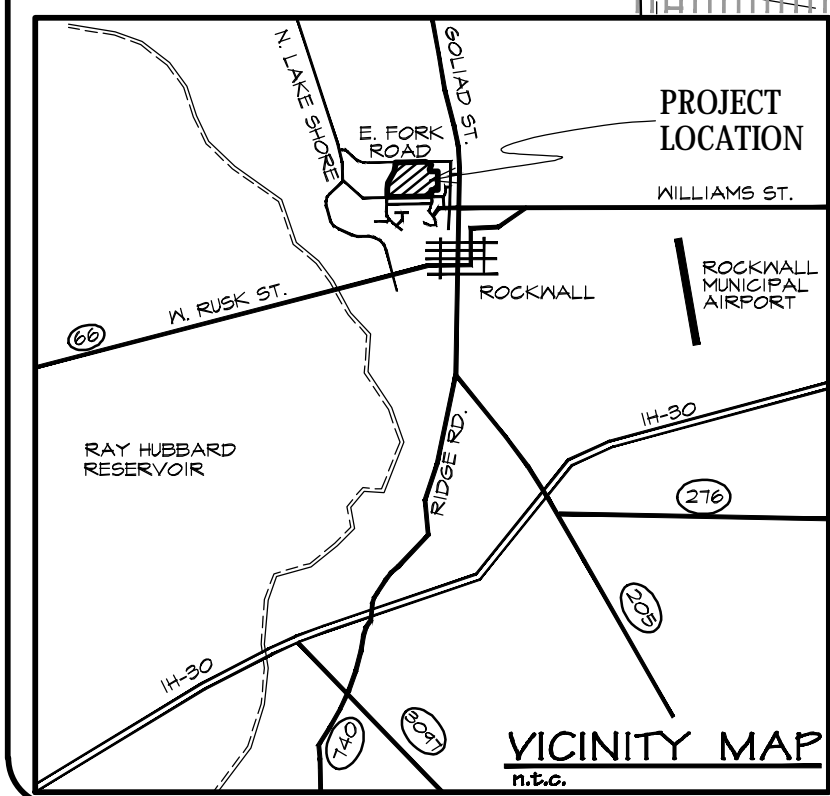 N. LAKE SHORE
GOLIAD ST.
PROJECT
LOCATION
E. FORK
ROAD
WILLIAMS ST.
ROCKWALL
MUNICIPAL
AIRPORT
ROCKWALL
W. RUSK ST.
66
IH-30
RAY HUBBARD
RESERVOIR
RIDGE RD.
276
205
IH-30
740
3097
VICINITY MAP
n.t.c.